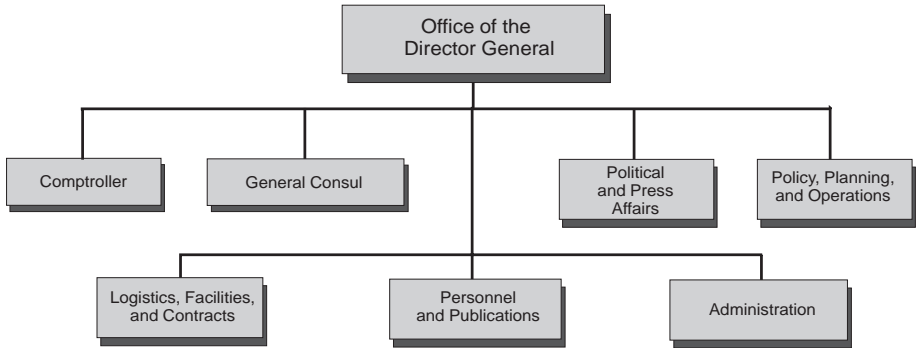 Office of the
Director General
Comptroller
General Consul
Political
and Press
Affairs
Policy, Planning,
and Operations
Logistics, Facilities,
and Contracts
Personnel
and Publications
Administration